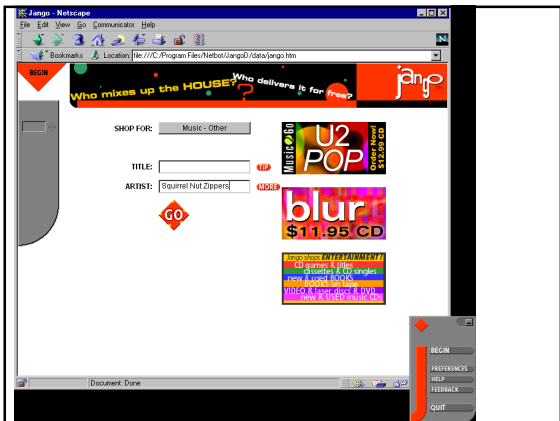 Jango - Netscape
File Edit View Go Communicator Help
Bookmarks Location: file:///C:/Program Files/Netbot/JangoD/data/jango.htm
BEGIN
Who mixes up the HOUSE?
Who delivers it for free?
jango
SHOP FOR: Music - Other
TITLE: TIP
ARTIST: Squirrel Nut Zippers MORE
GO
Music Go
U2
POP
Order Now!
$12.99 CD
blur
$11.95 CD
Jango shops ENTERTAINMENT!
CD games & titles
cassettes & CD singles
new & used BOOKS
BOOKS on tape
VIDEO & laser discs & DVD
new & USED music CDs
Document: Done
BEGIN
PREFERENCES
HELP
FEEDBACK
QUIT